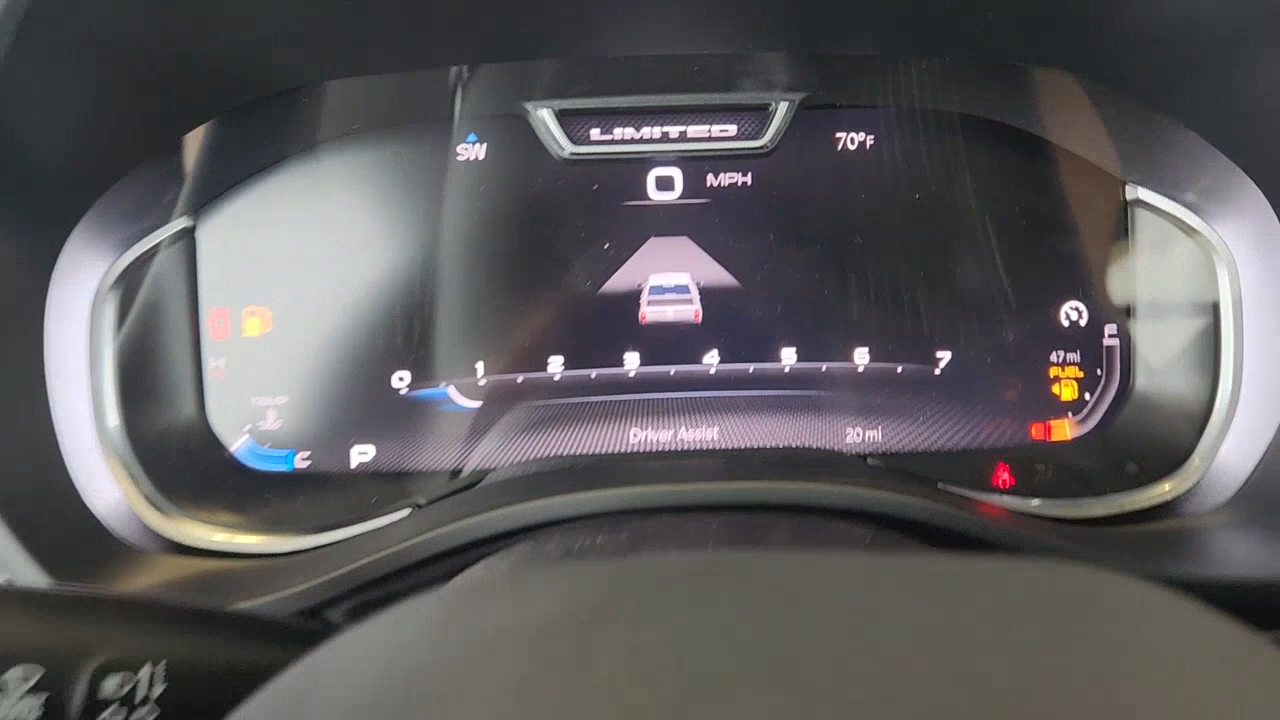 LIMITED
SW
70°F
0 MPH
F
47 mi
FUEL
0 1 2 3 4 5 6 7
TEMP
C
P
Driver Assist
20 mi